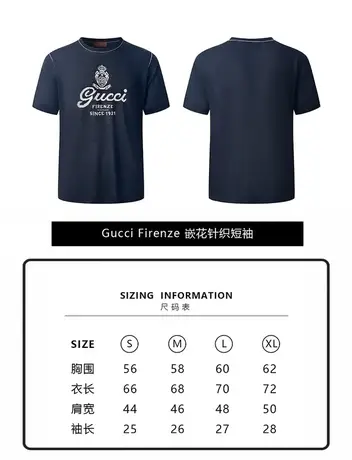 Gucci
FIRENZE
SINCE 1921
Gucci Firenze 嵌花针织短袖
SIZING INFORMATION
尺码表
SIZE S M L XL
胸围 56 58 60 62
衣长 66 68 70 72
肩宽 44 46 48 50
袖长 25 26 27 28